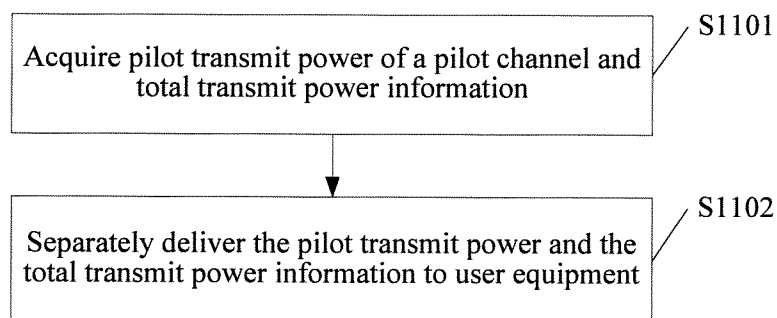 S1101
Acquire pilot transmit power of a pilot channel and
total transmit power information
S1102
Separately deliver the pilot transmit power and the
total transmit power information to user equipment